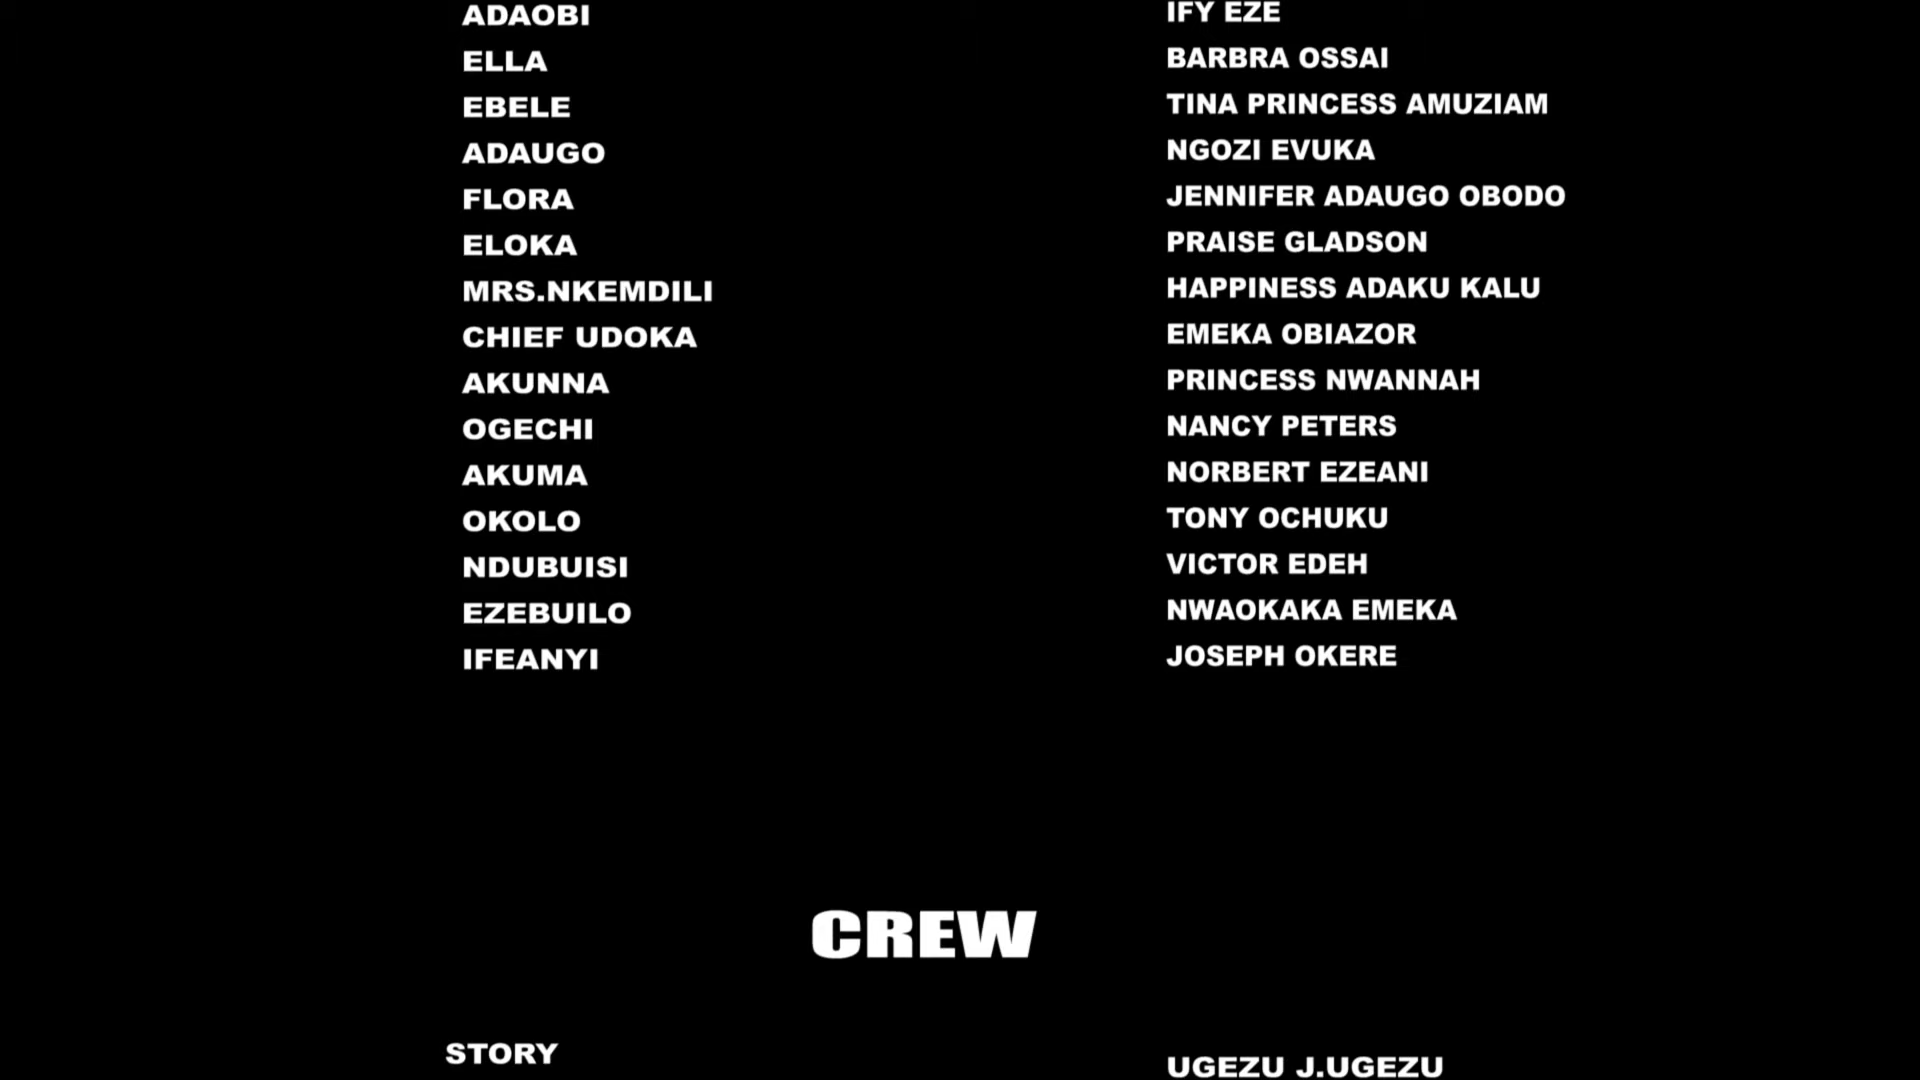 ADAOBI IFY EZE
ELLA BARBRA OSSAI
EBELE TINA PRINCESS AMUZIAM
ADAUGO NGOZI EVUKA
FLORA JENNIFER ADAUGO OBODO
ELOKA PRAISE GLADSON
MRS.NKEMDILI HAPPINESS ADAKU KALU
CHIEF UDOKA EMEKA OBIAZOR
AKUNNA PRINCESS NWANNAH
OGECHI NANCY PETERS
AKUMA NORBERT EZEANI
OKOLO TONY OCHUKU
NDUBUISI VICTOR EDEH
EZEBUILO NWAOKAKA EMEKA
IFEANYI JOSEPH OKERE
CREW
STORY UGEZU J.UGEZU